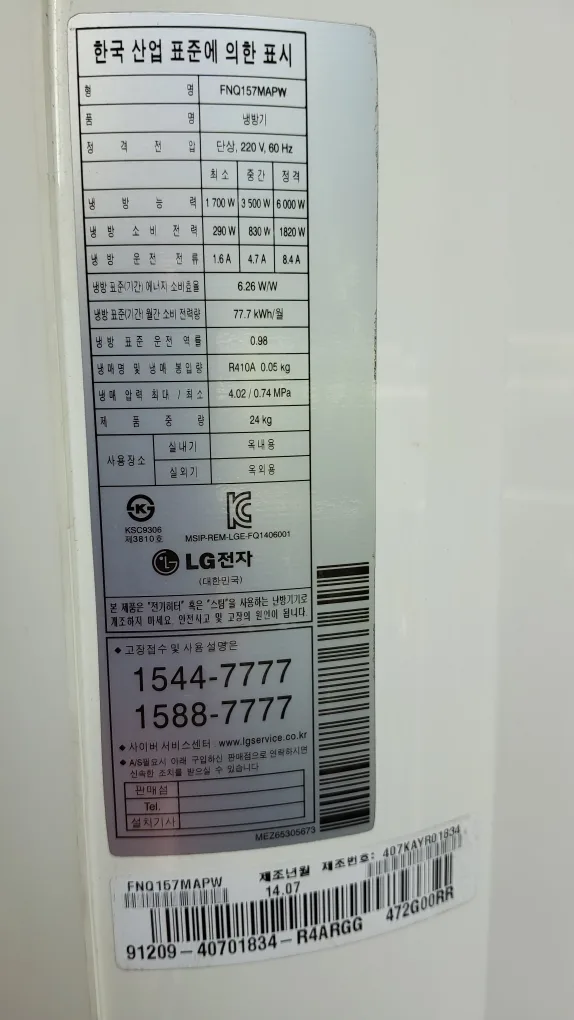 한국 산업 표준에 의한 표시
형 명 FNQ157MAPW
품 명 냉방기
정 격 전 압 단상, 220 V, 60 Hz
최 소 중 간 정 격
냉 방 능 력 1 700 W 3 500 W 6 000 W
냉 방 소 비 전 력 290 W 830 W 1820 W
냉 방 운 전 전 류 1.6 A 4.7 A 8.4 A
냉방 표준(기간) 에너지 소비효율 6.26 W/W
냉방 표준(기간) 월간 소비 전력량 77.7 kWh/월
냉 방 표 준 운 전 역 률 0.98
냉 매 명 및 냉 매 봉 입 량 R410A 0.05 kg
냉 매 압 력 최 대 / 최 소 4.02 / 0.74 MPa
제 품 중 량 24 kg
사용장소 실 내 기 옥 내 용
실 외 기 옥 외 용
KSC9306
제3810호
MSIP-REM-LGE-FQ1406001
LG전자
(대한민국)
본 제품은 "전기히터" 혹은 "스팀"을 사용하는 난방기기로
개조하지 마세요. 안전사고 및 고장의 원인이 됩니다.
◆ 고장접수 및 사용 설명은
1544-7777
1588-7777
◆ 사이버 서비스센터 : www.lgservice.co.kr
◆ A/S필요시 아래 구입하신 판매점으로 연락하시면
신속한 조치를 받으실 수 있습니다
판 매 점
Tel.
설치기사
MEZ65305673
FNQ157MAPW 제조년월 제조번호: 407KAYR01834
14.07
91209-40701834-R4ARGG 472G00RR